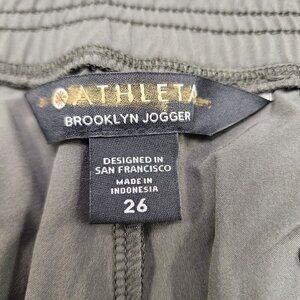 ATHLETA
BROOKLYN JOGGER
DESIGNED IN
SAN FRANCISCO
MADE IN
INDONESIA
26